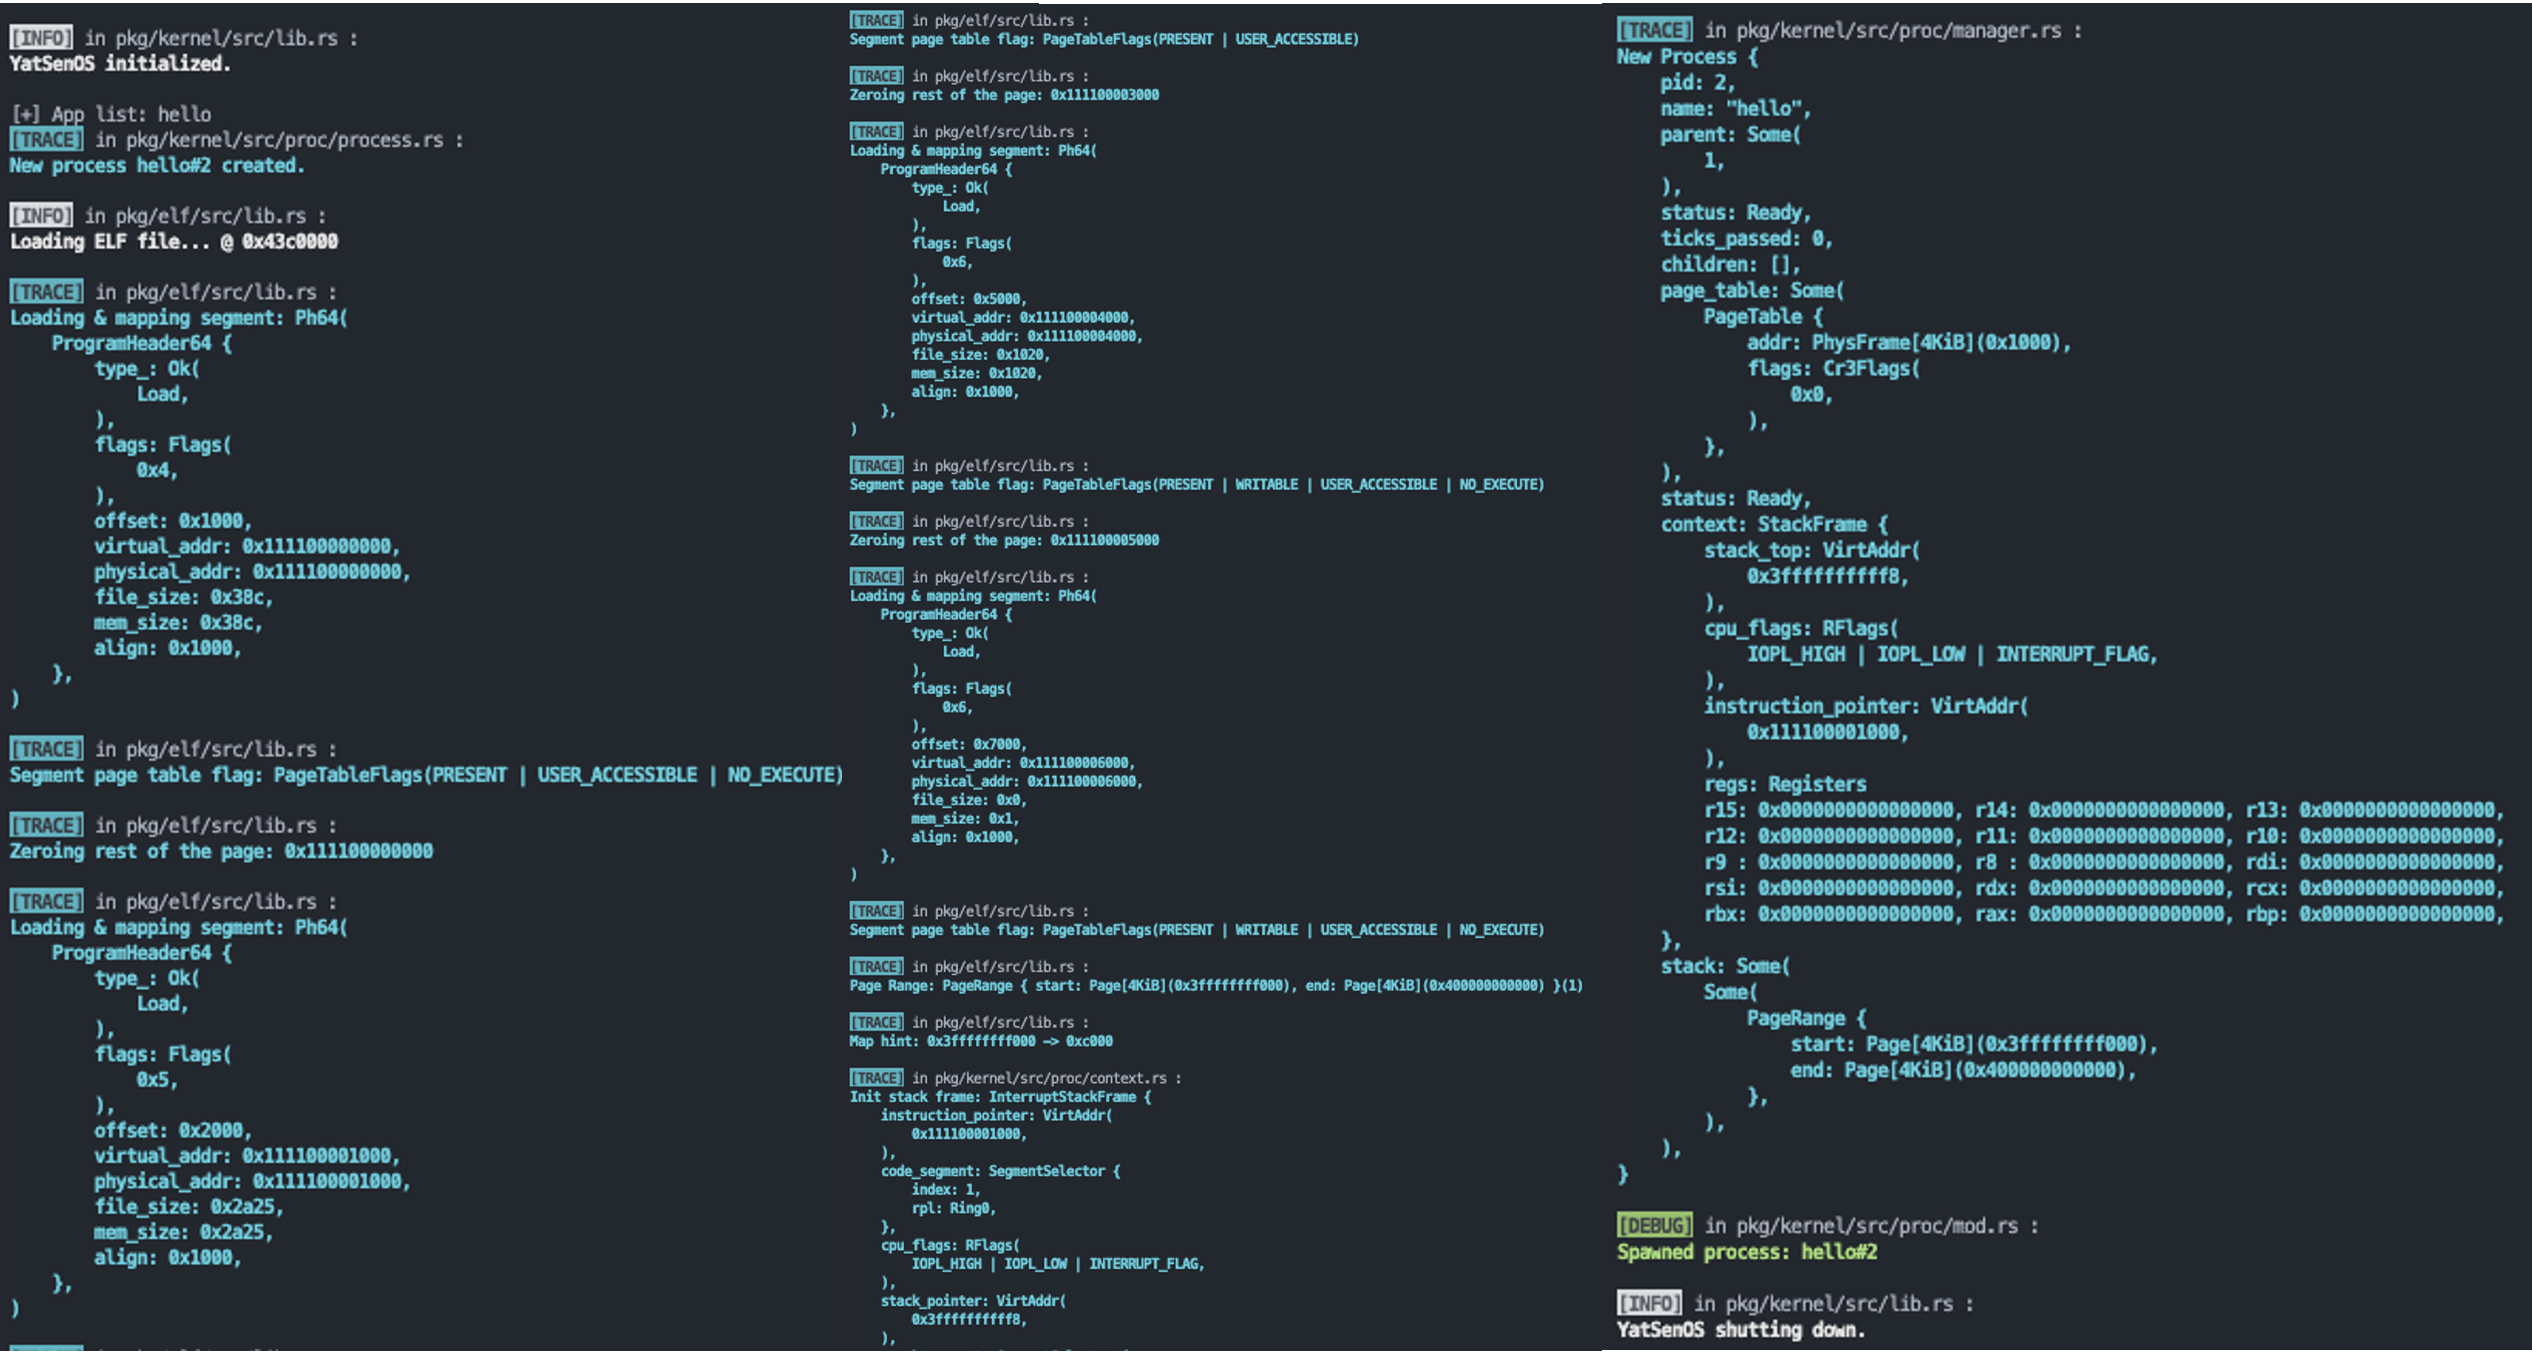 [INFO] in pkg/kernel/src/lib.rs :
YatSenOS initialized.
[+] App list: hello
[TRACE] in pkg/kernel/src/proc/process.rs :
New process hello#2 created.
[INFO] in pkg/elf/src/lib.rs :
Loading ELF file... @ 0x43c0000
[TRACE] in pkg/elf/src/lib.rs :
Loading & mapping segment: Ph64(
ProgramHeader64 {
type_: Ok(
Load,
),
flags: Flags(
0x4,
),
offset: 0x1000,
virtual_addr: 0x111100000000,
physical_addr: 0x111100000000,
file_size: 0x38c,
mem_size: 0x38c,
align: 0x1000,
},
)
[TRACE] in pkg/elf/src/lib.rs :
Segment page table flag: PageTableFlags(PRESENT | USER_ACCESSIBLE | NO_EXECUTE)
[TRACE] in pkg/elf/src/lib.rs :
Zeroing rest of the page: 0x111100000000
[TRACE] in pkg/elf/src/lib.rs :
Loading & mapping segment: Ph64(
ProgramHeader64 {
type_: Ok(
Load,
),
flags: Flags(
0x5,
),
offset: 0x2000,
virtual_addr: 0x111100001000,
physical_addr: 0x111100001000,
file_size: 0x2a25,
mem_size: 0x2a25,
align: 0x1000,
},
)
[TRACE] in pkg/elf/src/lib.rs :
Segment page table flag: PageTableFlags(PRESENT | USER_ACCESSIBLE)
[TRACE] in pkg/elf/src/lib.rs :
Zeroing rest of the page: 0x111100003000
[TRACE] in pkg/elf/src/lib.rs :
Loading & mapping segment: Ph64(
ProgramHeader64 {
type_: Ok(
Load,
),
flags: Flags(
0x6,
),
offset: 0x5000,
virtual_addr: 0x111100004000,
physical_addr: 0x111100004000,
file_size: 0x1020,
mem_size: 0x1020,
align: 0x1000,
},
)
[TRACE] in pkg/elf/src/lib.rs :
Segment page table flag: PageTableFlags(PRESENT | WRITABLE | USER_ACCESSIBLE | NO_EXECUTE)
[TRACE] in pkg/elf/src/lib.rs :
Zeroing rest of the page: 0x111100005000
[TRACE] in pkg/elf/src/lib.rs :
Loading & mapping segment: Ph64(
ProgramHeader64 {
type_: Ok(
Load,
),
flags: Flags(
0x6,
),
offset: 0x7000,
virtual_addr: 0x111100006000,
physical_addr: 0x111100006000,
file_size: 0x0,
mem_size: 0x1,
align: 0x1000,
},
)
[TRACE] in pkg/elf/src/lib.rs :
Segment page table flag: PageTableFlags(PRESENT | WRITABLE | USER_ACCESSIBLE | NO_EXECUTE)
[TRACE] in pkg/elf/src/lib.rs :
Page Range: PageRange { start: Page[4KiB](0x3ffffffff000), end: Page[4KiB](0x400000000000) }(1)
[TRACE] in pkg/elf/src/lib.rs :
Map hint: 0x3ffffffff000 -> 0xc000
[TRACE] in pkg/kernel/src/proc/context.rs :
Init stack frame: InterruptStackFrame {
instruction_pointer: VirtAddr(
0x111100001000,
),
code_segment: SegmentSelector {
index: 1,
rpl: Ring0,
},
cpu_flags: RFlags(
IOPL_HIGH | IOPL_LOW | INTERRUPT_FLAG,
),
stack_pointer: VirtAddr(
0x3ffffffffff8,
),
[TRACE] in pkg/kernel/src/proc/manager.rs :
New Process {
pid: 2,
name: "hello",
parent: Some(
1,
),
status: Ready,
ticks_passed: 0,
children: [],
page_table: Some(
PageTable {
addr: PhysFrame[4KiB](0x1000),
flags: Cr3Flags(
0x0,
),
},
),
status: Ready,
context: StackFrame {
stack_top: VirtAddr(
0x3ffffffffff8,
),
cpu_flags: RFlags(
IOPL_HIGH | IOPL_LOW | INTERRUPT_FLAG,
),
instruction_pointer: VirtAddr(
0x111100001000,
),
regs: Registers
r15: 0x0000000000000000, r14: 0x0000000000000000, r13: 0x0000000000000000,
r12: 0x0000000000000000, r11: 0x0000000000000000, r10: 0x0000000000000000,
r9 : 0x0000000000000000, r8 : 0x0000000000000000, rdi: 0x0000000000000000,
rsi: 0x0000000000000000, rdx: 0x0000000000000000, rcx: 0x0000000000000000,
rbx: 0x0000000000000000, rax: 0x0000000000000000, rbp: 0x0000000000000000,
},
stack: Some(
Some(
PageRange {
start: Page[4KiB](0x3ffffffff000),
end: Page[4KiB](0x400000000000),
},
),
),
}
[DEBUG] in pkg/kernel/src/proc/mod.rs :
Spawned process: hello#2
[INFO] in pkg/kernel/src/lib.rs :
YatSenOS shutting down.